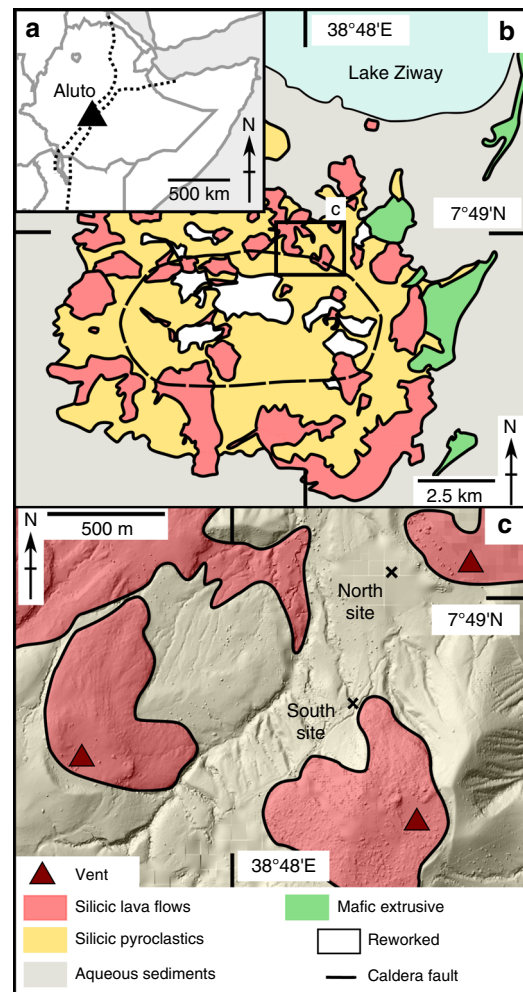 a
Aluto
N
500 km
38°48'E
b
Lake Ziway
c
7°49'N
N
2.5 km
N
500 m
c
North
site
7°49'N
South
site
38°48'E
Vent
Silicic lava flows
Mafic extrusive
Silicic pyroclastics
Reworked
Aqueous sediments
Caldera fault